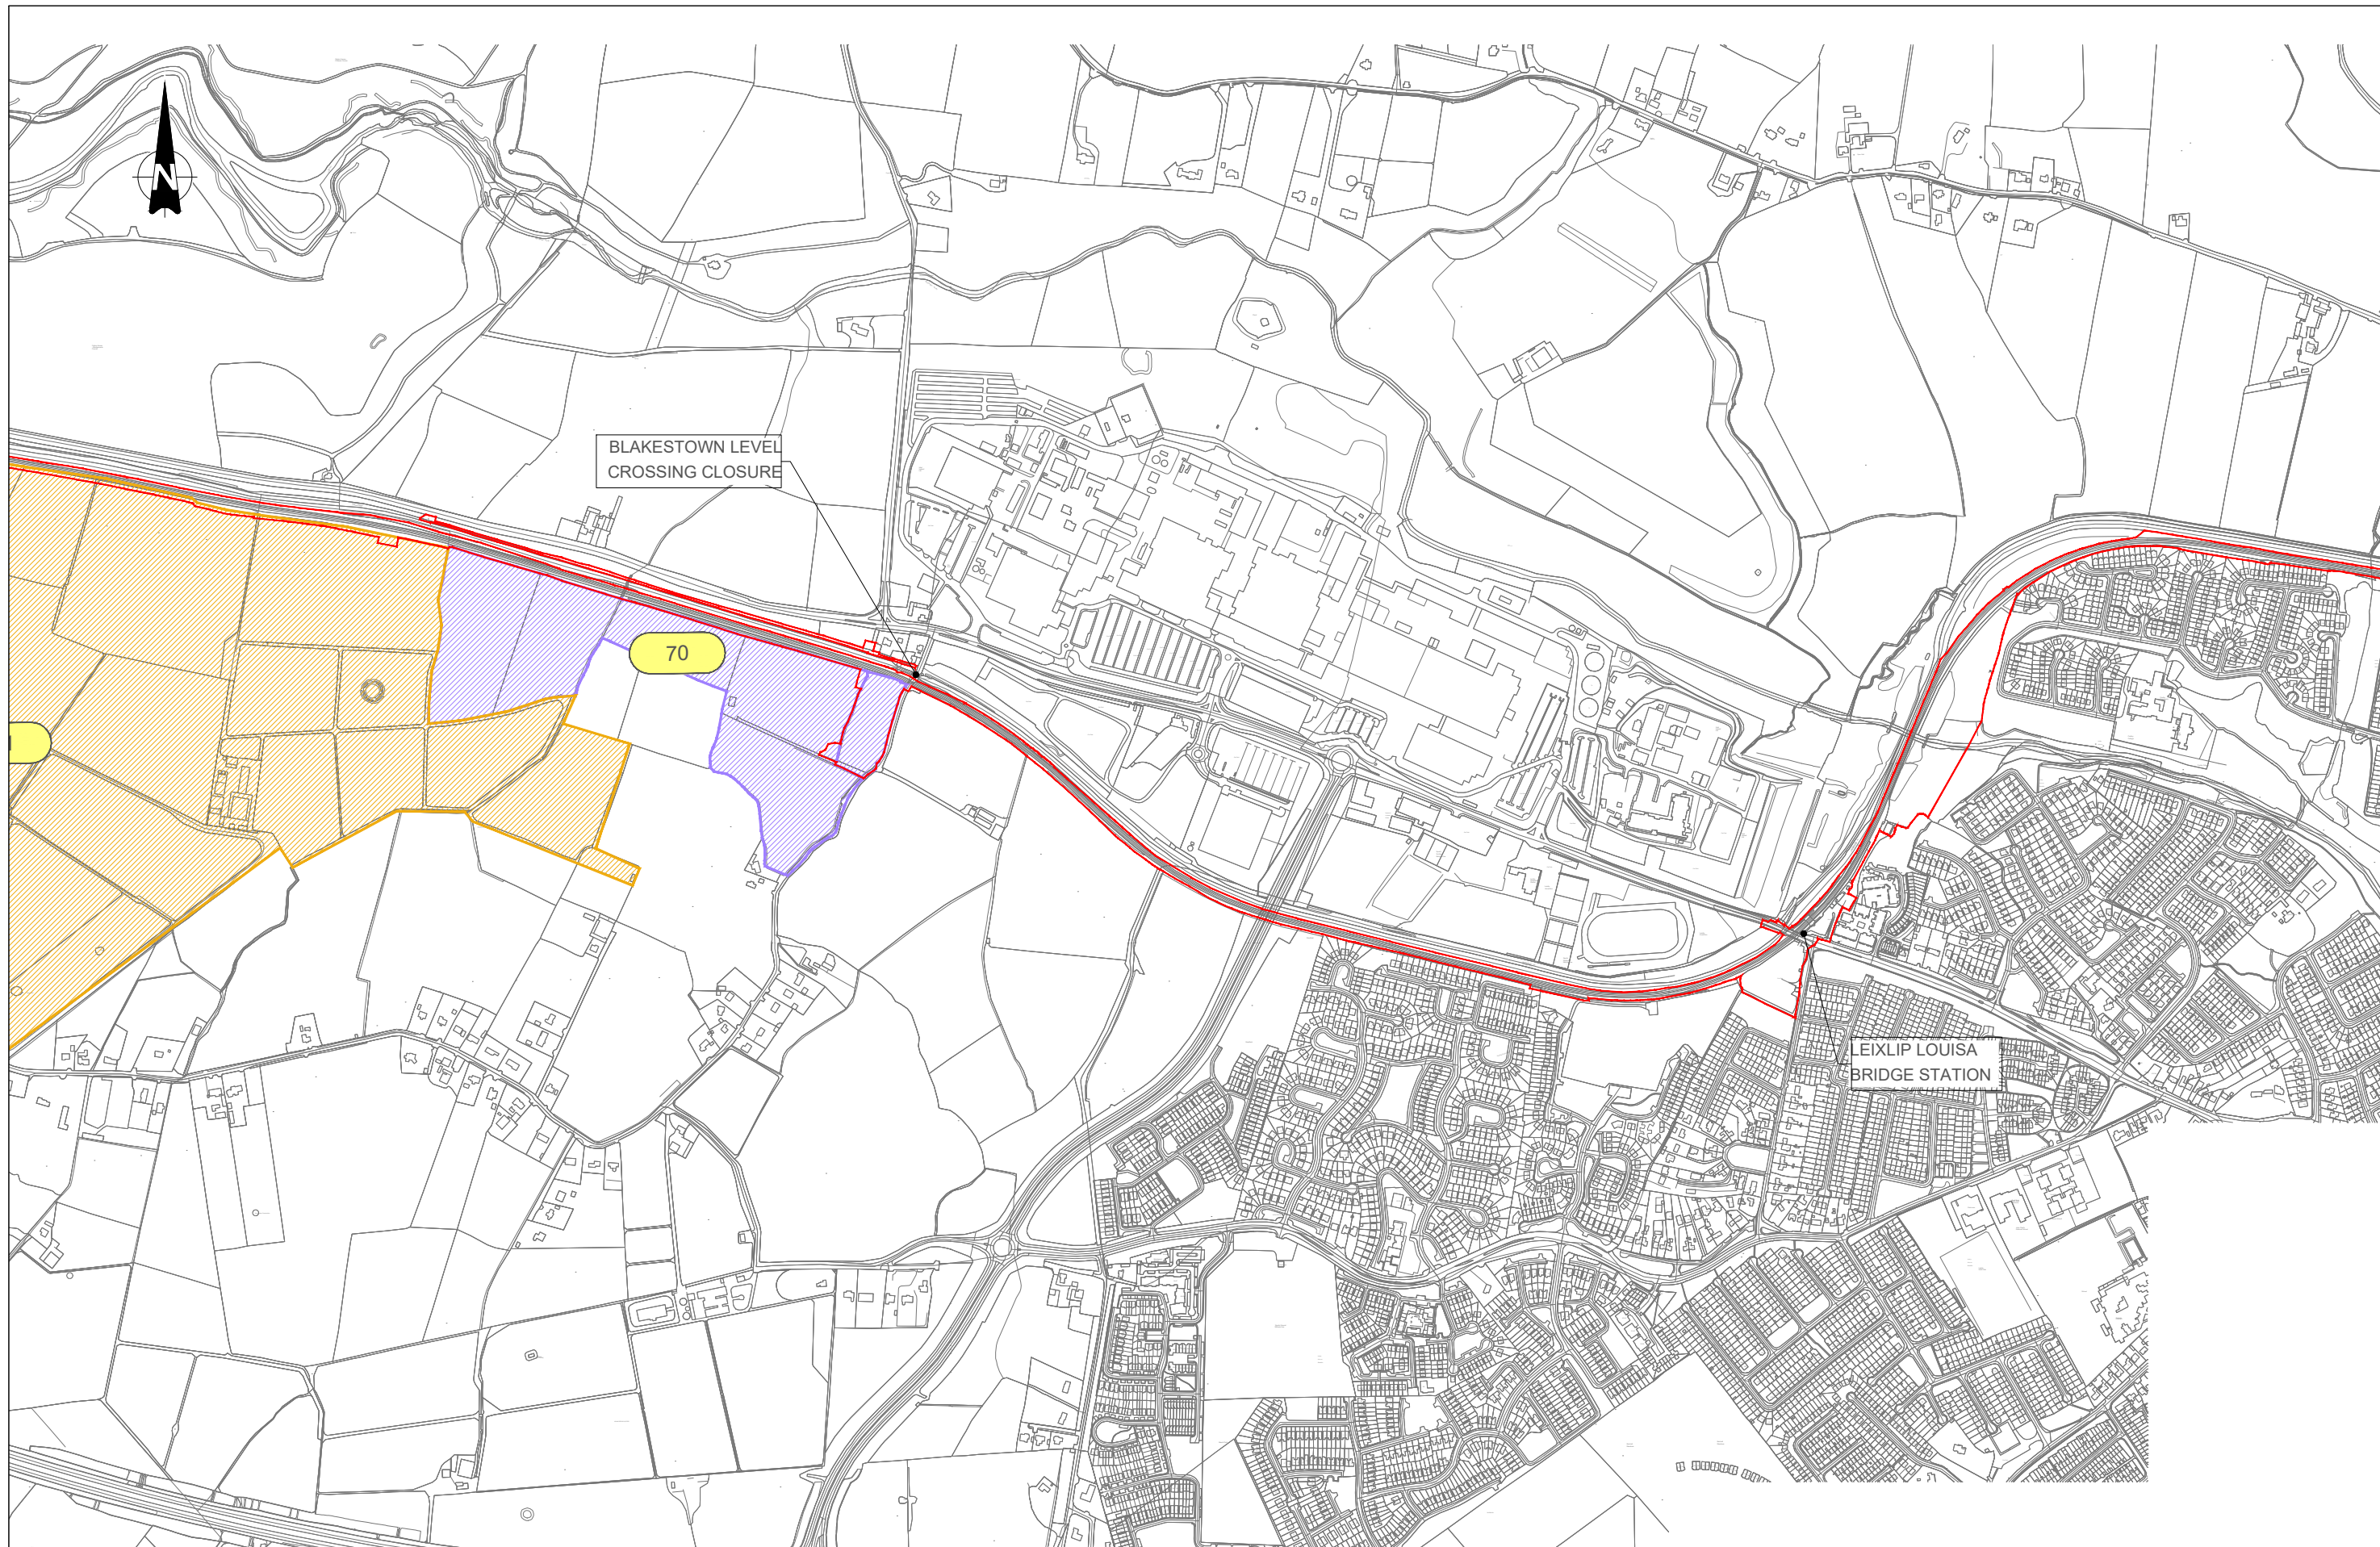 N
BLAKESTOWN LEVEL
CROSSING CLOSURE
70
LEIXLIP LOUISA
BRIDGE STATION